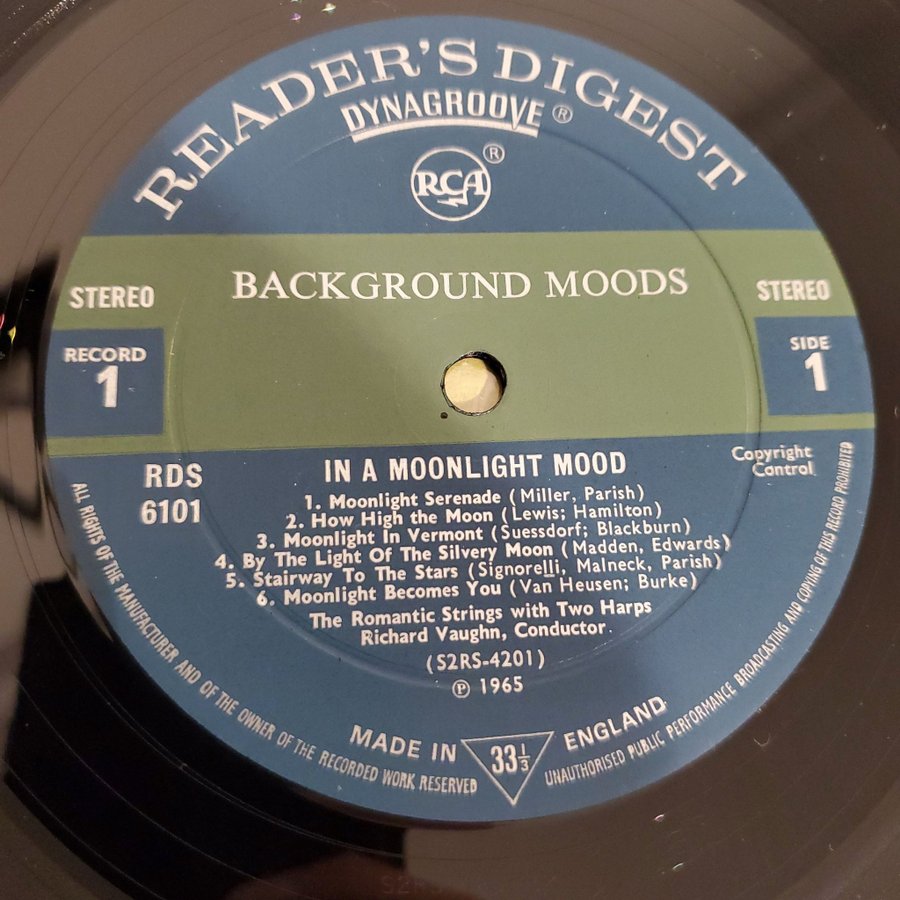 READER'S DIGEST
DYNAGROOVE ®
RCA ®
BACKGROUND MOODS
STEREO
STEREO
RECORD
1
SIDE
1
RDS
6101
IN A MOONLIGHT MOOD
Copyright
Control
1. Moonlight Serenade (Miller, Parish)
2. How High the Moon (Lewis; Hamilton)
3. Moonlight In Vermont (Suessdorf; Blackburn)
4. By The Light Of The Silvery Moon (Madden, Edwards)
5. Stairway To The Stars (Signorelli, Malneck, Parish)
6. Moonlight Becomes You (Van Heusen; Burke)
The Romantic Strings with Two Harps
Richard Vaughn, Conductor
(S2RS-4201)
℗ 1965
MADE IN
33⅓
ENGLAND
ALL RIGHTS OF THE MANUFACTURER AND OF THE OWNER OF THE RECORDED WORK RESERVED
UNAUTHORISED PUBLIC PERFORMANCE BROADCASTING AND COPYING OF THIS RECORD PROHIBITED